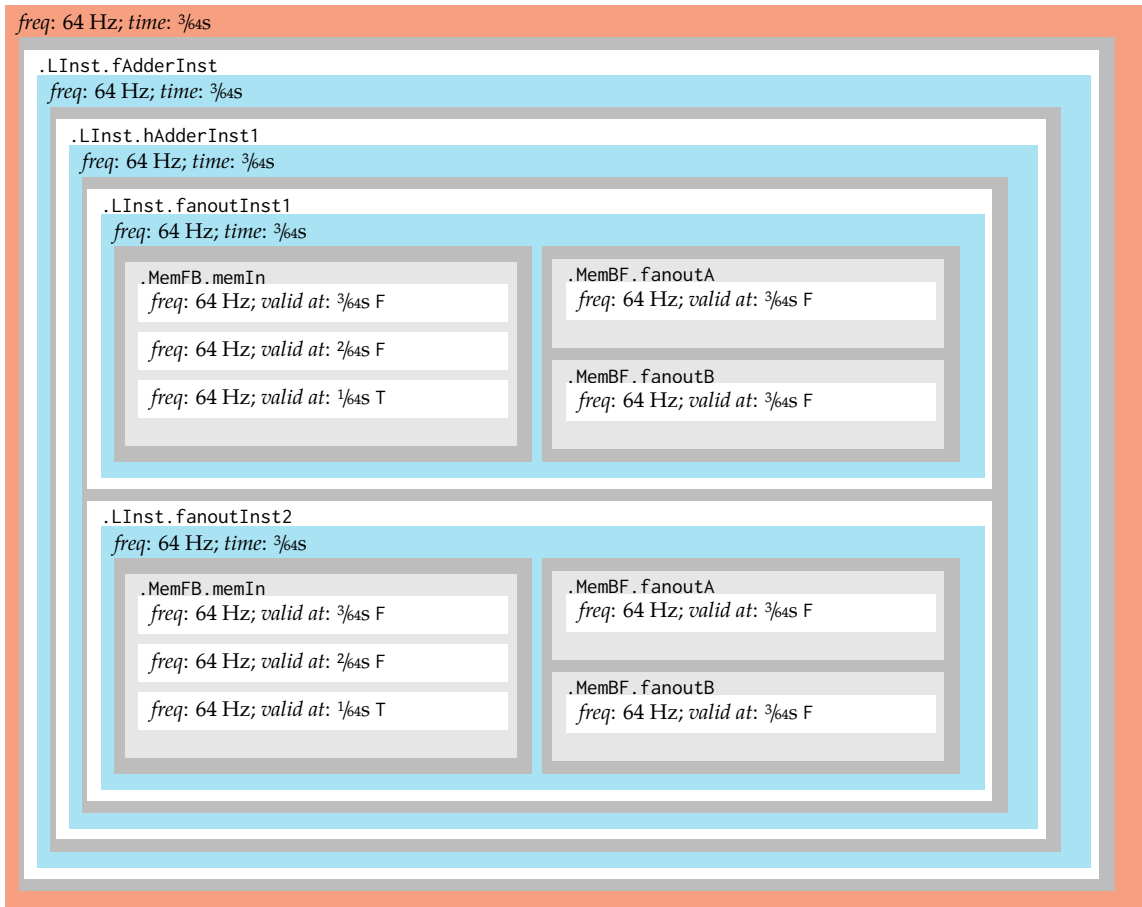 freq: 64 Hz; time: 3⁄64s
.LInst.fAdderInst
freq: 64 Hz; time: 3⁄64s
.LInst.hAdderInst1
freq: 64 Hz; time: 3⁄64s
.LInst.fanoutInst1
freq: 64 Hz; time: 3⁄64s
.MemFB.memIn
freq: 64 Hz; valid at: 3⁄64s F
freq: 64 Hz; valid at: 2⁄64s F
freq: 64 Hz; valid at: 1⁄64s T
.MemBF.fanoutA
freq: 64 Hz; valid at: 3⁄64s F
.MemBF.fanoutB
freq: 64 Hz; valid at: 3⁄64s F
.LInst.fanoutInst2
freq: 64 Hz; time: 3⁄64s
.MemFB.memIn
freq: 64 Hz; valid at: 3⁄64s F
freq: 64 Hz; valid at: 2⁄64s F
freq: 64 Hz; valid at: 1⁄64s T
.MemBF.fanoutA
freq: 64 Hz; valid at: 3⁄64s F
.MemBF.fanoutB
freq: 64 Hz; valid at: 3⁄64s F